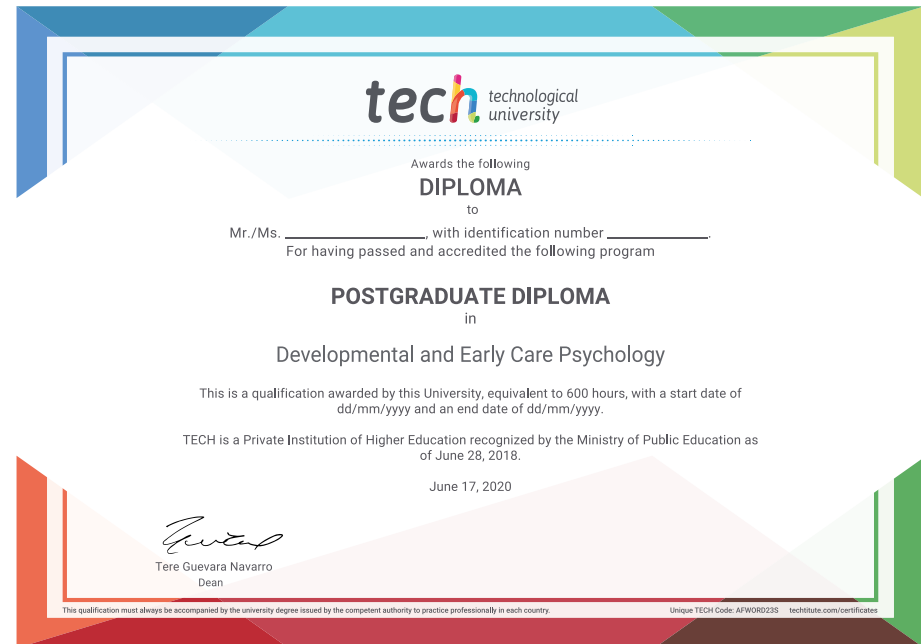 tech technological
university
Awards the following
DIPLOMA
to
Mr./Ms. ____________, with identification number ____________.
For having passed and accredited the following program
POSTGRADUATE DIPLOMA
in
Developmental and Early Care Psychology
This is a qualification awarded by this University, equivalent to 600 hours, with a start date of
dd/mm/yyyy and an end date of dd/mm/yyyy.
TECH is a Private Institution of Higher Education recognized by the Ministry of Public Education as
of June 28, 2018.
June 17, 2020
Tere Guevara Navarro
Dean
This qualification must always be accompanied by the university degree issued by the competent authority to practice professionally in each country. Unique TECH Code: AFWORD23S techtitute.com/certificates